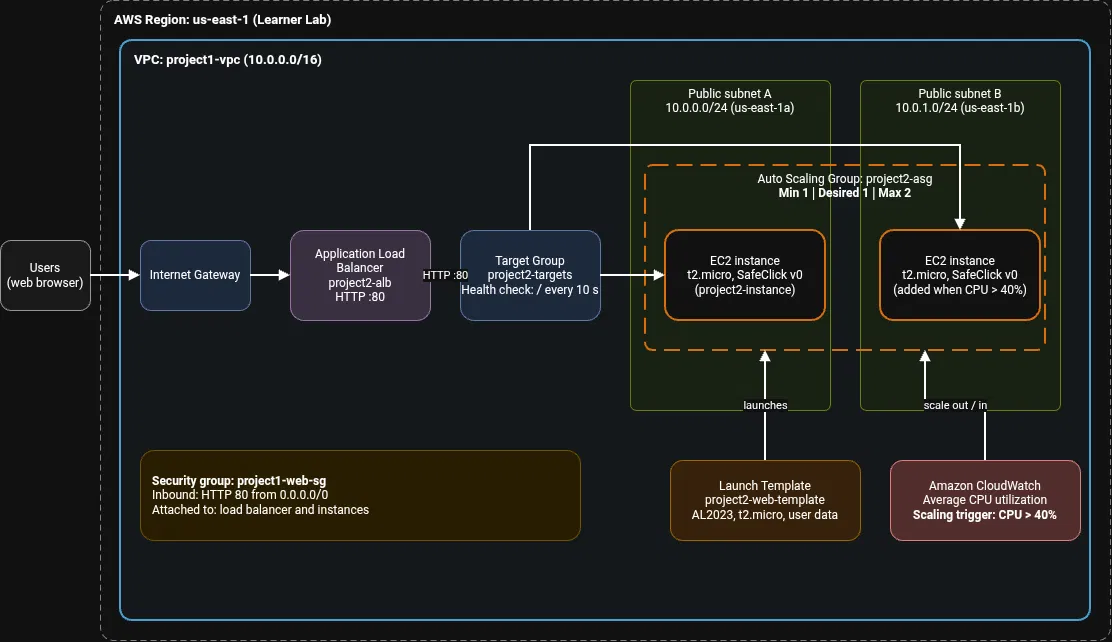 AWS Region: us-east-1 (Learner Lab)
VPC: project1-vpc (10.0.0.0/16)
Public subnet A
10.0.0.0/24 (us-east-1a)
Public subnet B
10.0.1.0/24 (us-east-1b)
Auto Scaling Group: project2-asg
Min 1 | Desired 1 | Max 2
Users
(web browser)
Internet Gateway
Application Load
Balancer
project2-alb
HTTP :80
HTTP :80
Target Group
project2-targets
Health check: / every 10 s
EC2 instance
t2.micro, SafeClick v0
(project2-instance)
EC2 instance
t2.micro, SafeClick v0
(added when CPU > 40%)
launches
scale out / in
Security group: project1-web-sg
Inbound: HTTP 80 from 0.0.0.0/0
Attached to: load balancer and instances
Launch Template
project2-web-template
AL2023, t2.micro, user data
Amazon CloudWatch
Average CPU utilization
Scaling trigger: CPU > 40%